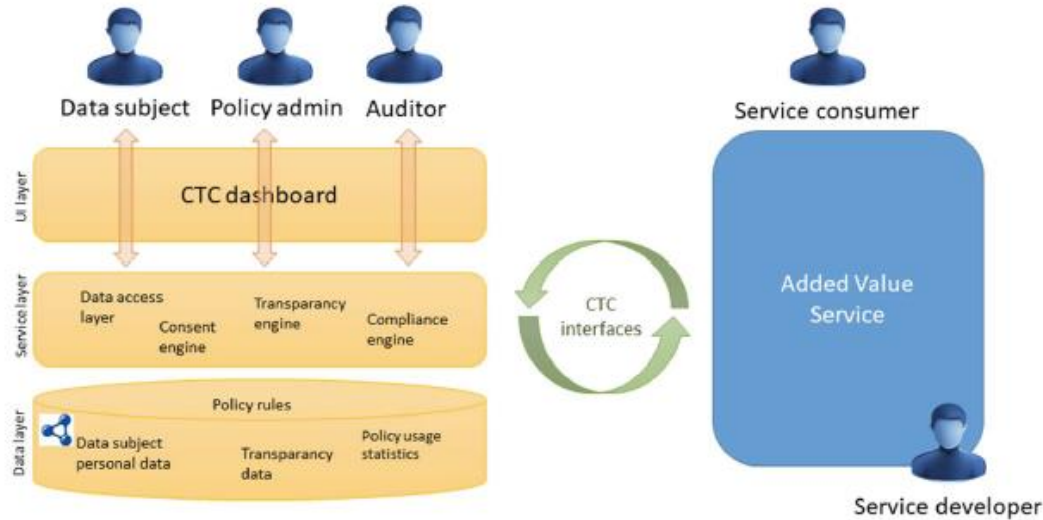 Data subject
Policy admin
Auditor
Service consumer
UI layer
CTC dashboard
Service layer
Data access
layer
Consent
engine
Transparancy
engine
Compliance
engine
CTC
interfaces
Added Value
Service
Data layer
Policy rules
Data subject
personal data
Transparancy
data
Policy usage
statistics
Service developer